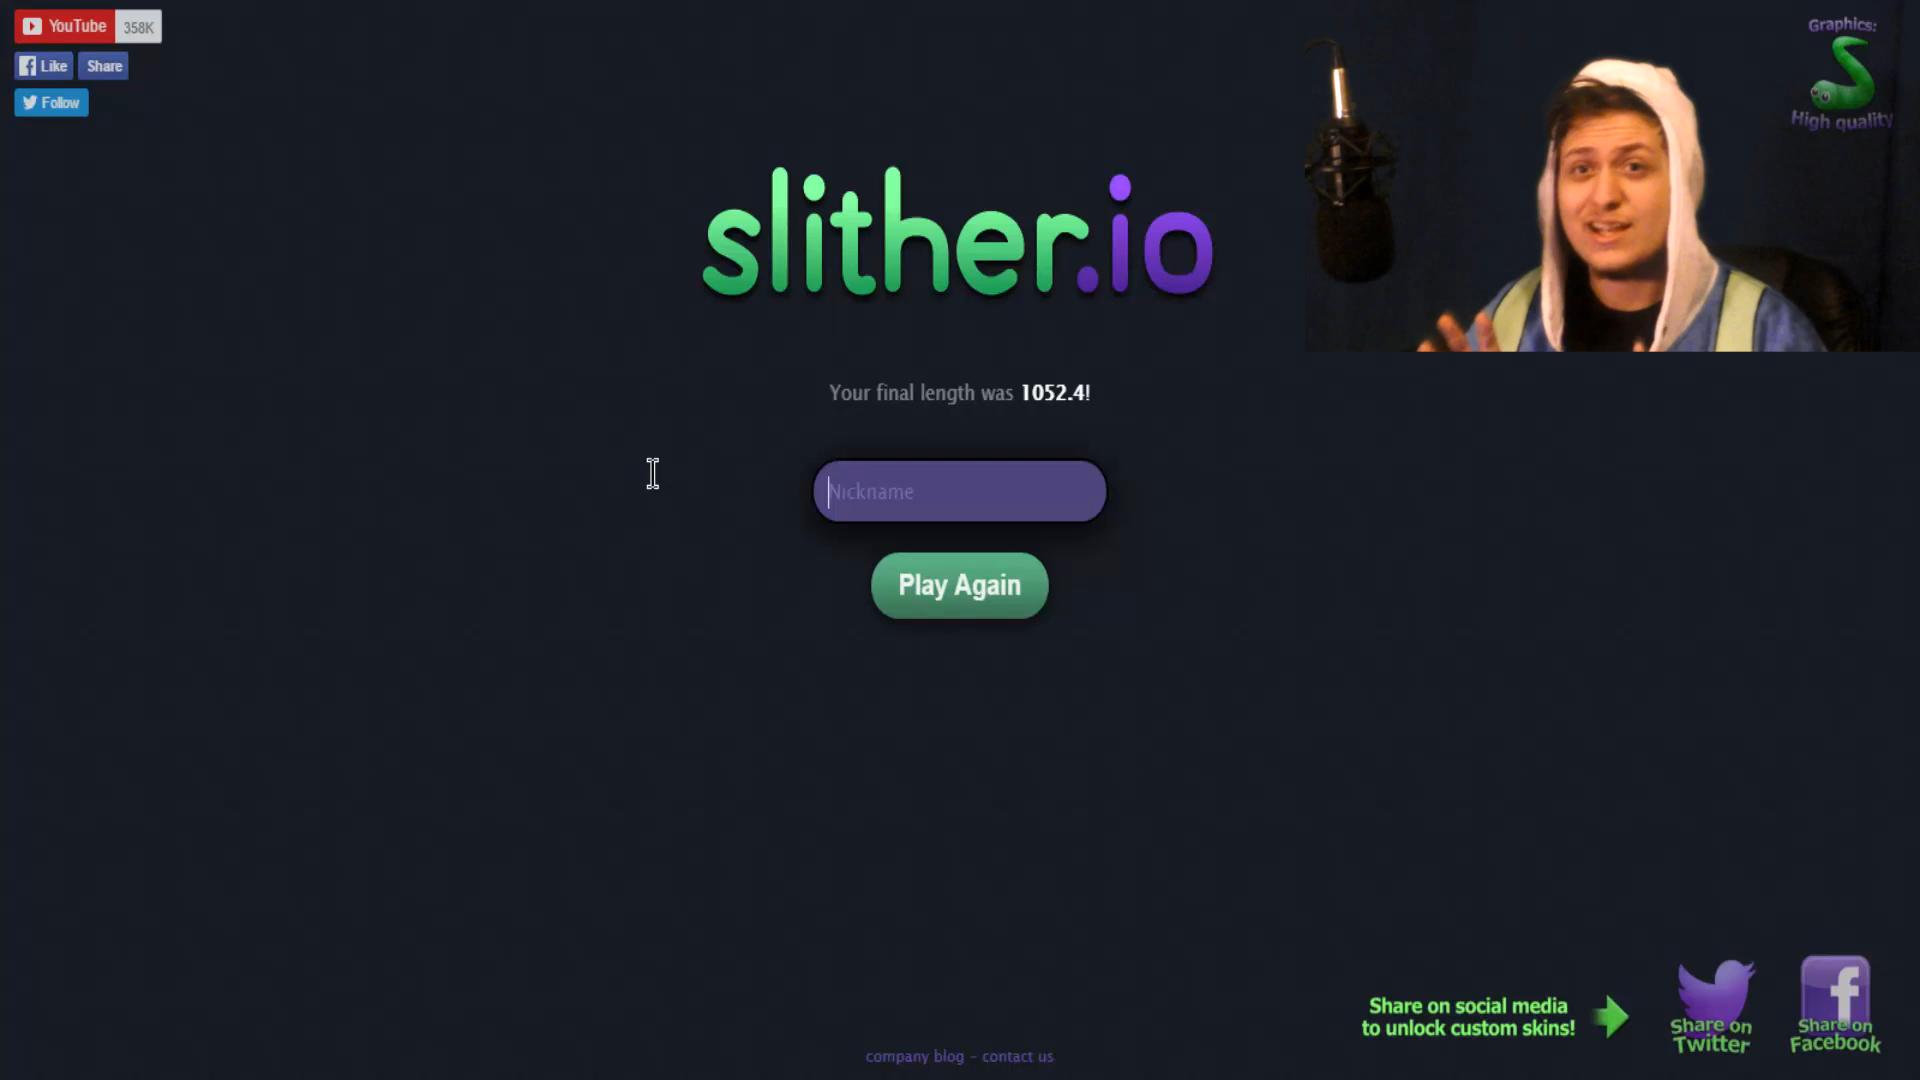 YouTube 358K
Like Share
Follow
Graphics:
High quality
slither.io
Your final length was 1052.4!
Nickname
Play Again
Share on social media
to unlock custom skins!
Share on
Twitter
Share on
Facebook
company blog - contact us